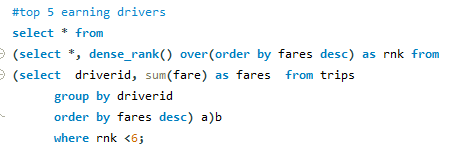 #top 5 earning drivers
select * from
(select *, dense_rank() over(order by fares desc) as rnk from
(select driverid, sum(fare) as fares from trips
group by driverid
order by fares desc) a)b
where rnk <6;